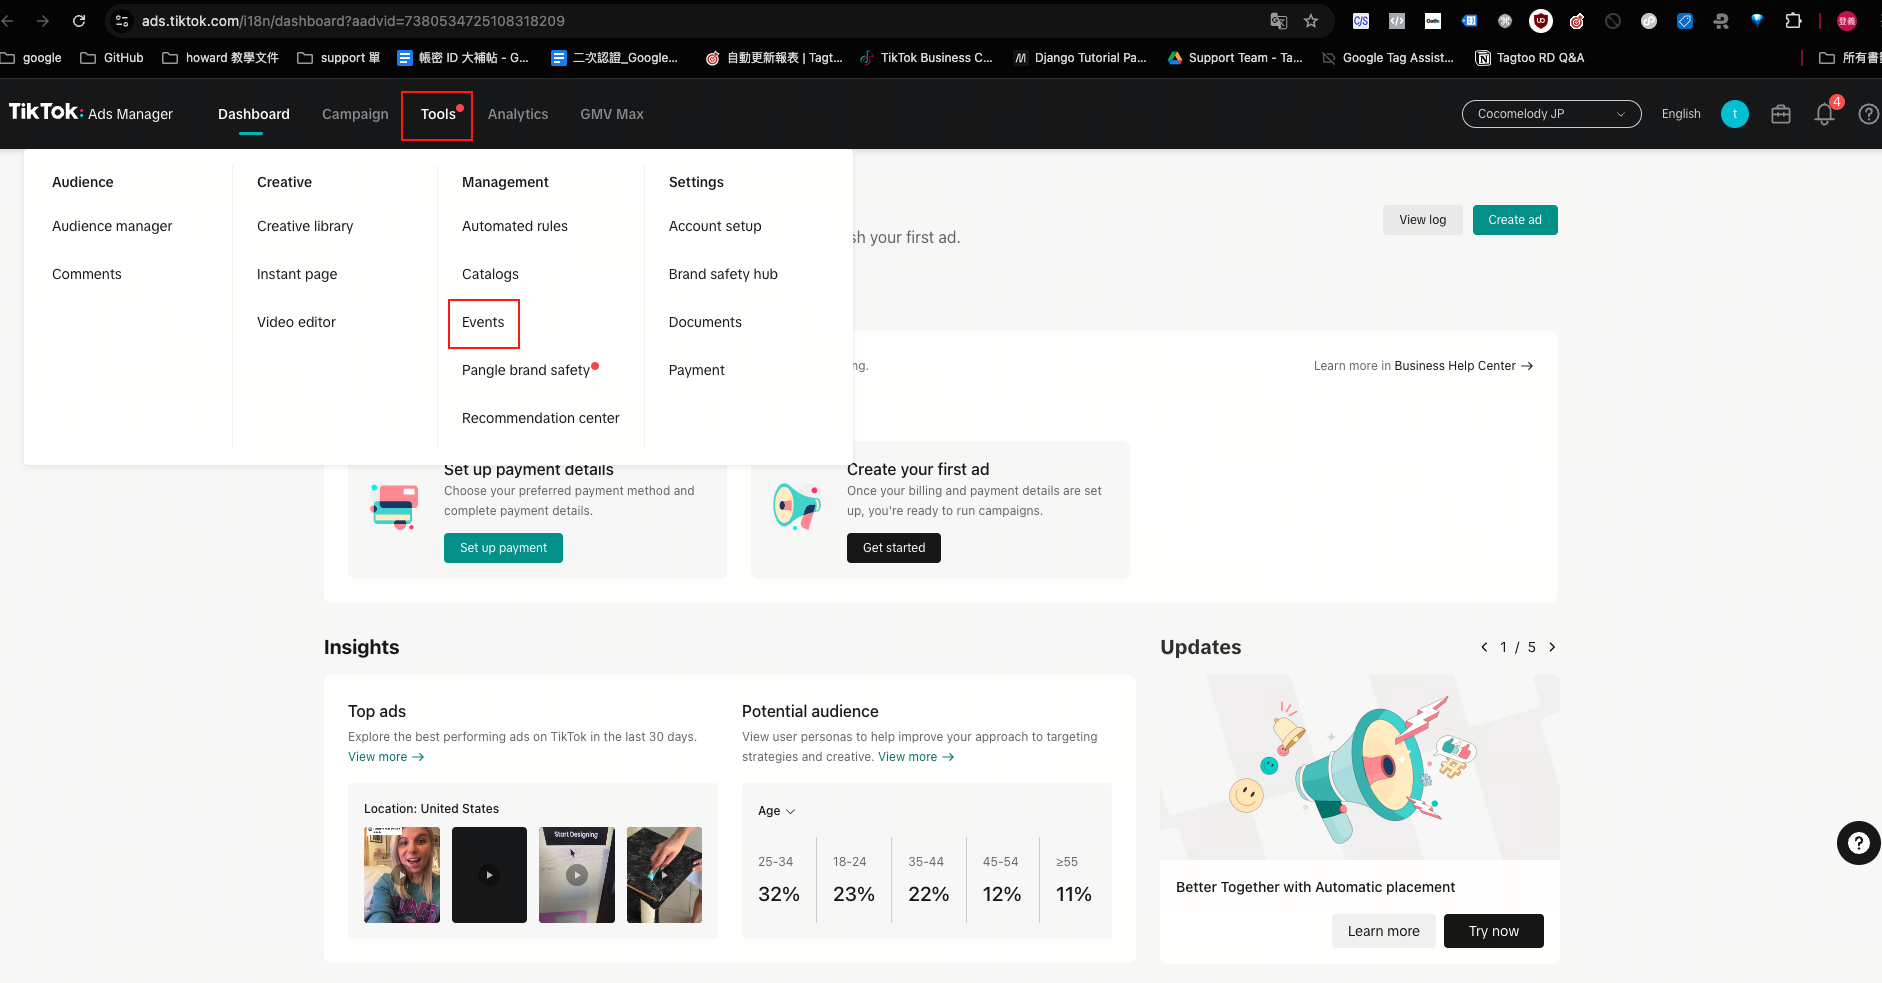 ads.tiktok.com/i18n/dashboard?aadvid=7380534725108318209
google
GitHub
howard 教學文件
support 單
帳密 ID 大補帖 - G...
二次認證_Google...
自動更新報表 | Tagt...
TikTok Business C...
Django Tutorial Pa...
Support Team - Ta...
Google Tag Assist...
Tagtoo RD Q&A
所有書
TikTok: Ads Manager
Dashboard
Campaign
Tools
Analytics
GMV Max
Cocomelody JP
English
t
4
Audience
Audience manager
Comments
Creative
Creative library
Instant page
Video editor
Management
Automated rules
Catalogs
Events
Pangle brand safety
Recommendation center
Settings
Account setup
Brand safety hub
Documents
Payment
sh your first ad.
View log
Create ad
ng.
Learn more in Business Help Center →
Set up payment details
Choose your preferred payment method and
complete payment details.
Set up payment
Create your first ad
Once your billing and payment details are set
up, you're ready to run campaigns.
Get started
Insights
Top ads
Explore the best performing ads on TikTok in the last 30 days.
View more →
Location: United States
Start Designing
Potential audience
View user personas to help improve your approach to targeting
strategies and creative. View more →
Age
25-34
32%
18-24
23%
35-44
22%
45-54
12%
≥55
11%
Updates
1 / 5
Better Together with Automatic placement
Learn more
Try now